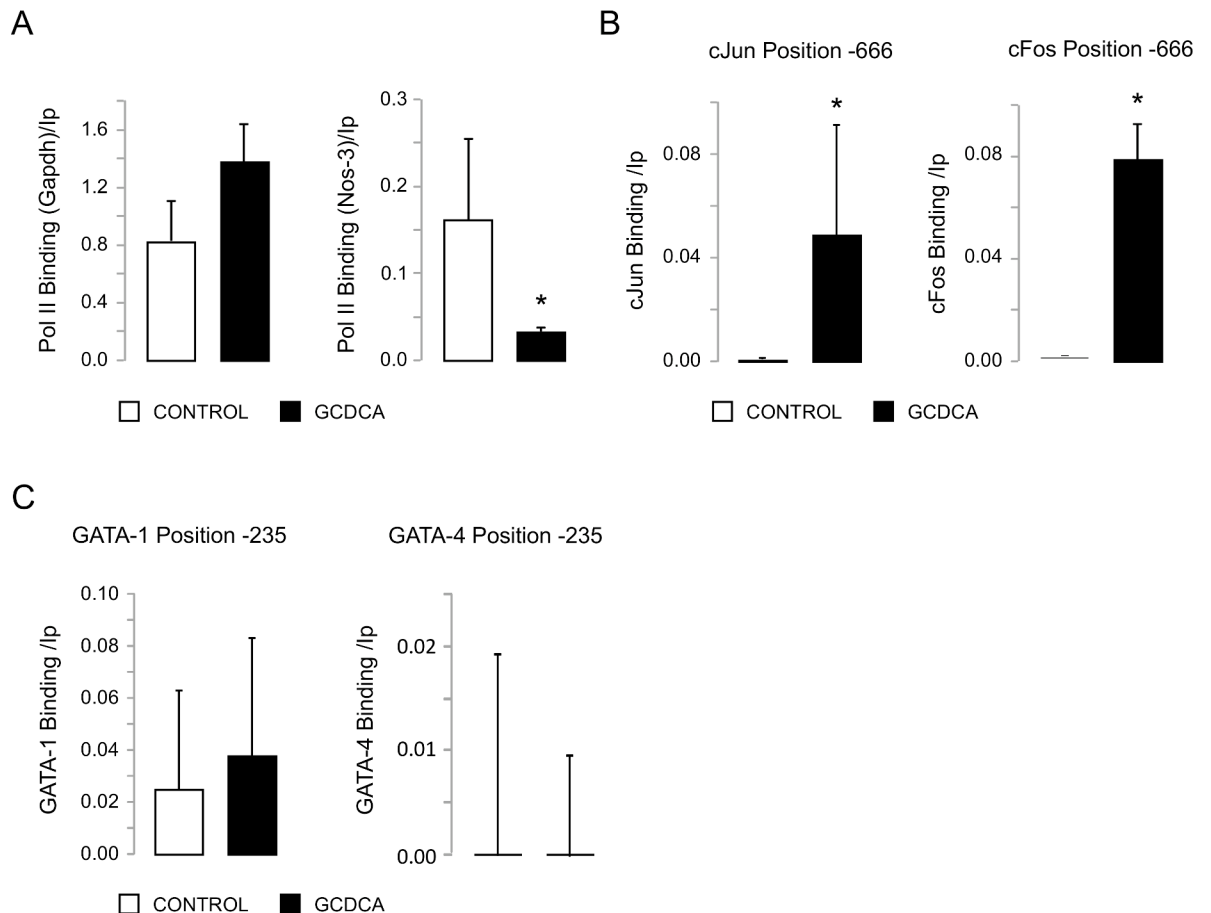 A
Pol II Binding (Gapdh)/Ip
1.6
1.2
0.8
0.4
0.0
Pol II Binding (Nos-3)/Ip
0.3
0.2
0.1
0.0
*
CONTROL GCDCA
B
cJun Position -666
cJun Binding /Ip
0.08
0.04
0.00
*
cFos Position -666
cFos Binding /Ip
0.08
0.04
0.00
*
CONTROL GCDCA
C
GATA-1 Position -235
GATA-1 Binding /Ip
0.10
0.08
0.06
0.04
0.02
0.00
GATA-4 Position -235
GATA-4 Binding /Ip
0.02
0.01
0.00
CONTROL GCDCA